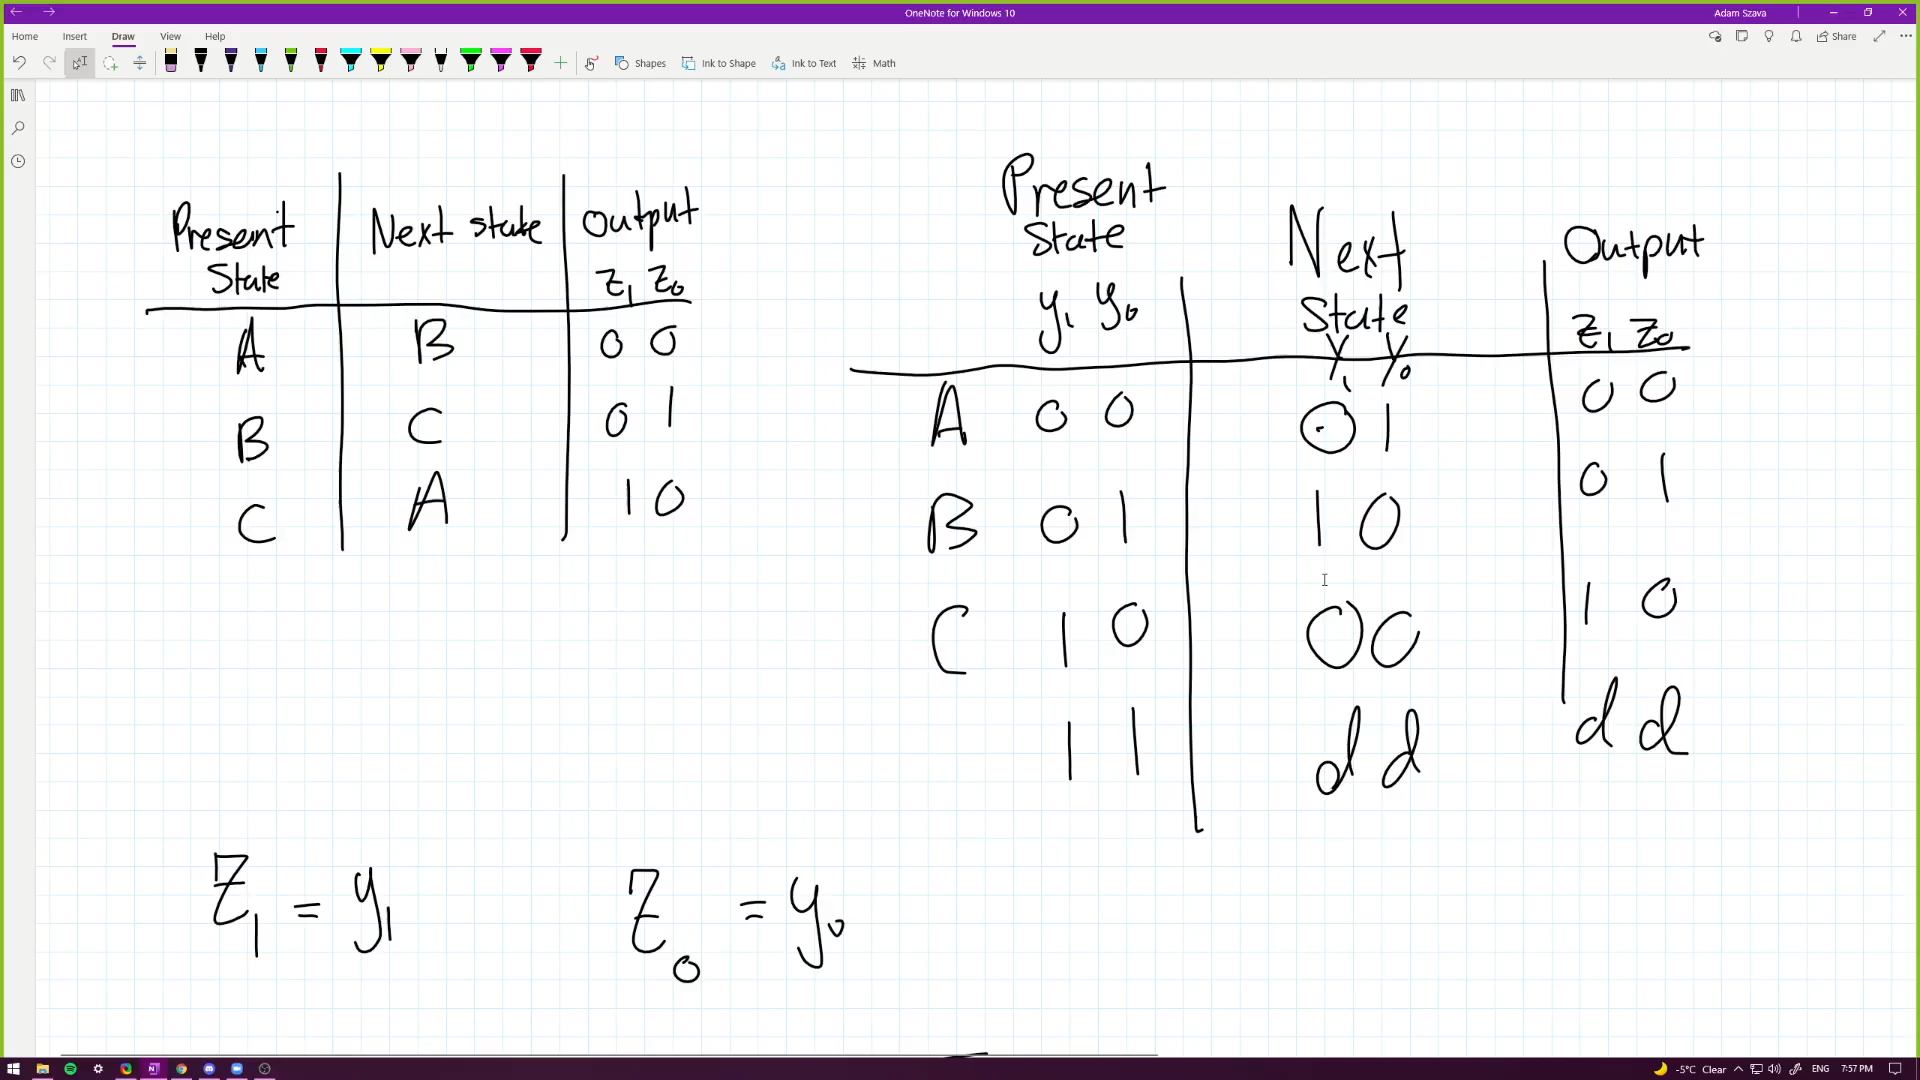 OneNote for Windows 10
Adam Szava
Home Insert Draw View Help
Share
Shapes Ink to Shape Ink to Text Math
Present State | Next state | Output z₁ z₀
A | B | 0 0
B | C | 0 1
C | A | 1 0
Present State y₁ y₀ | Next State Y₁ Y₀ | Output z₁ z₀
A 0 0 | 0 1 | 0 0
B 0 1 | 1 0 | 0 1
C 1 0 | 0 0 | 1 0
1 1 | d d | d d
Z₁ = y₁
Z₀ = y₀
-5°C Clear ENG 7:57 PM